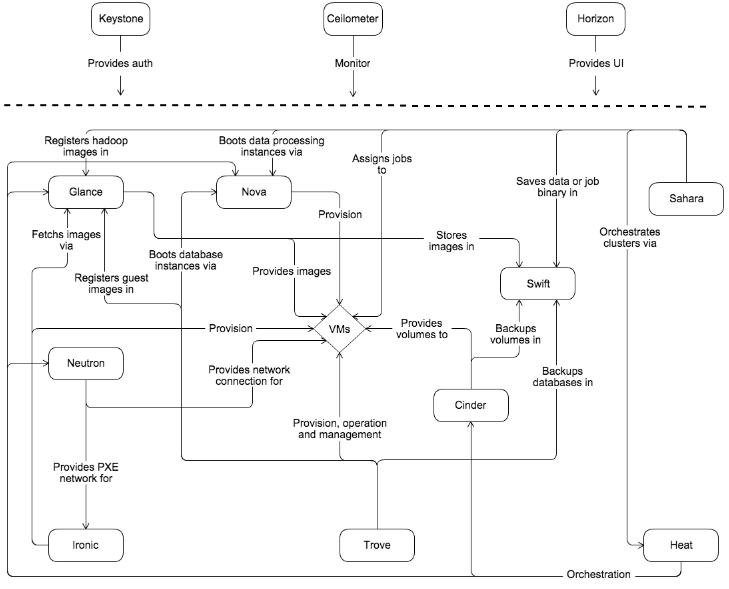 Keystone
Ceilometer
Horizon
Provides auth
Monitor
Provides UI
Registers hadoop
images in
Boots data processing
instances via
Assigns jobs
to
Glance
Nova
Saves data or job
binary in
Sahara
Provision
Fetchs images
via
Stores
images in
Orchestrates
clusters via
Boots database
instances via
Registers guest
images in
Provides images
Swift
Provision
VMs
Provides
volumes to
Backups
volumes in
Neutron
Provides network
connection for
Backups
databases in
Cinder
Provision, operation
and management
Provides PXE
network for
Ironic
Trove
Heat
Orchestration